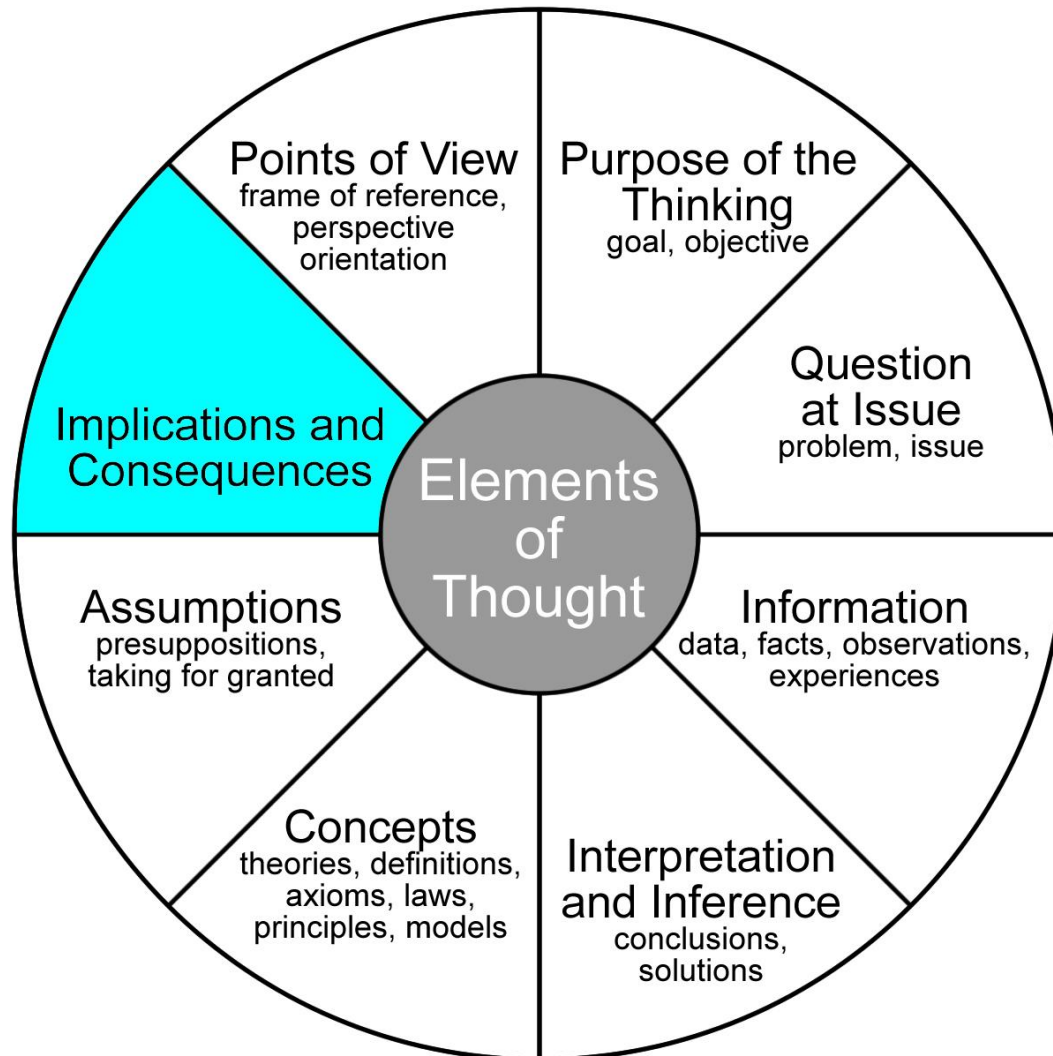 Points of View
frame of reference,
perspective
orientation
Purpose of the
Thinking
goal, objective
Question
at Issue
problem, issue
Implications and
Consequences
Elements
of
Thought
Assumptions
presuppositions,
taking for granted
Information
data, facts, observations,
experiences
Concepts
theories, definitions,
axioms, laws,
principles, models
Interpretation
and Inference
conclusions,
solutions